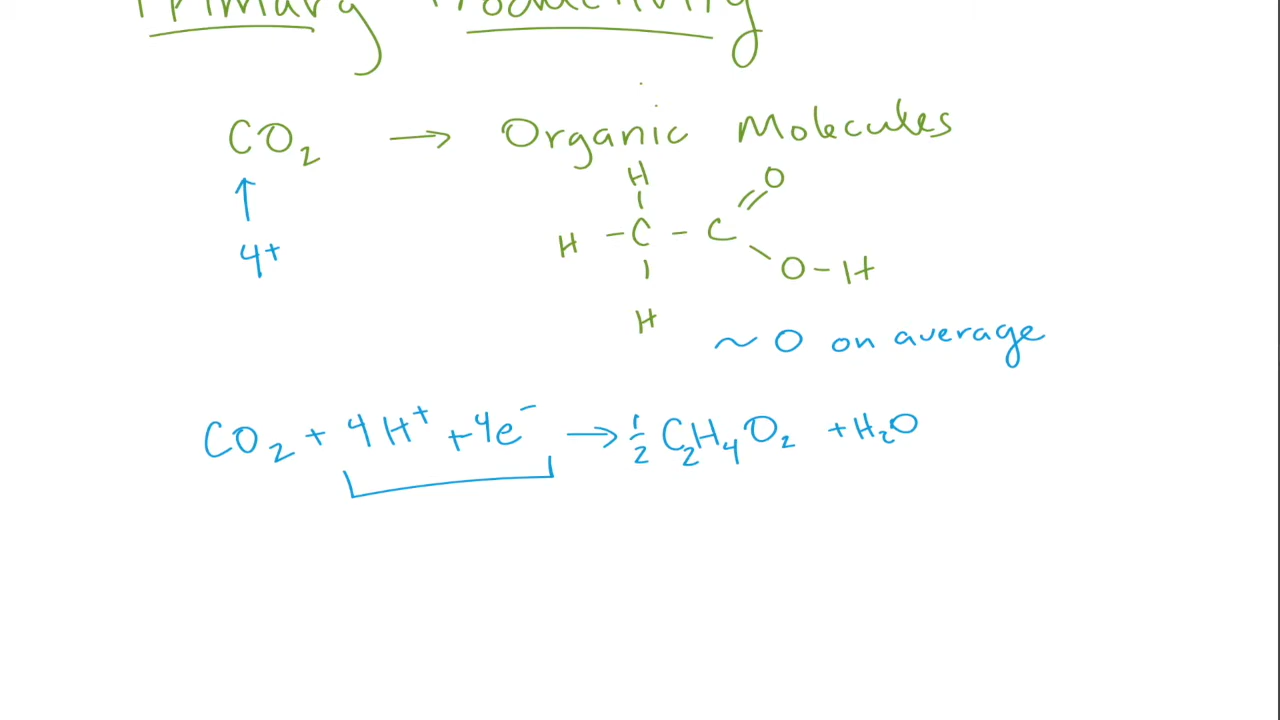 Primary Productivity
CO₂ → Organic Molecules
H
H - C - C = O
O - H
H
4+
~ 0 on average
CO₂ + 4H⁺ + 4e⁻ → 1/2 C₂H₄O₂ + H₂O